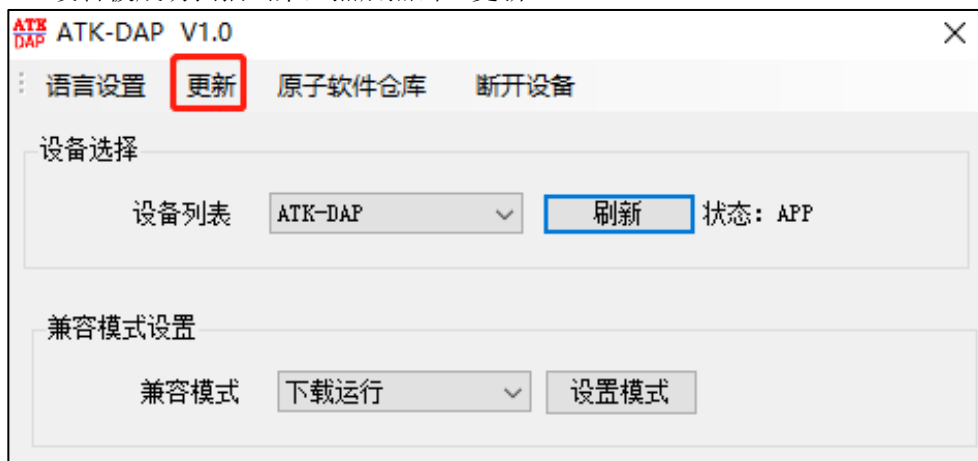 ATK DAP ATK-DAP V1.0
语言设置 更新 原子软件仓库 断开设备
设备选择
设备列表 ATK-DAP 刷新 状态: APP
兼容模式设置
兼容模式 下载运行 设置模式